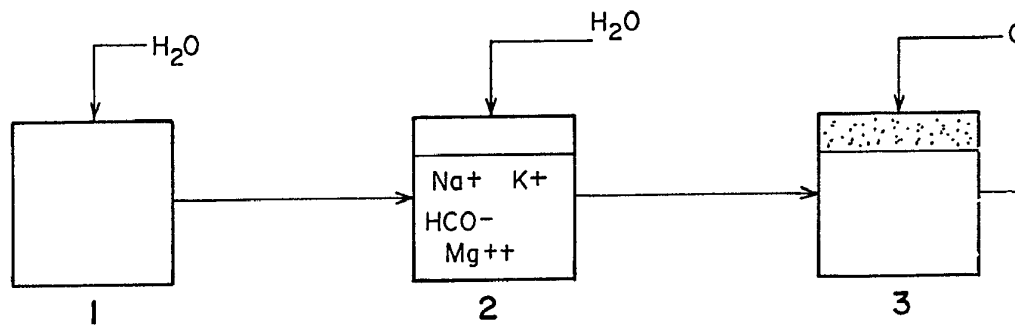 H₂O
H₂O
Na+ K+
HCO−
Mg++
1
2
3